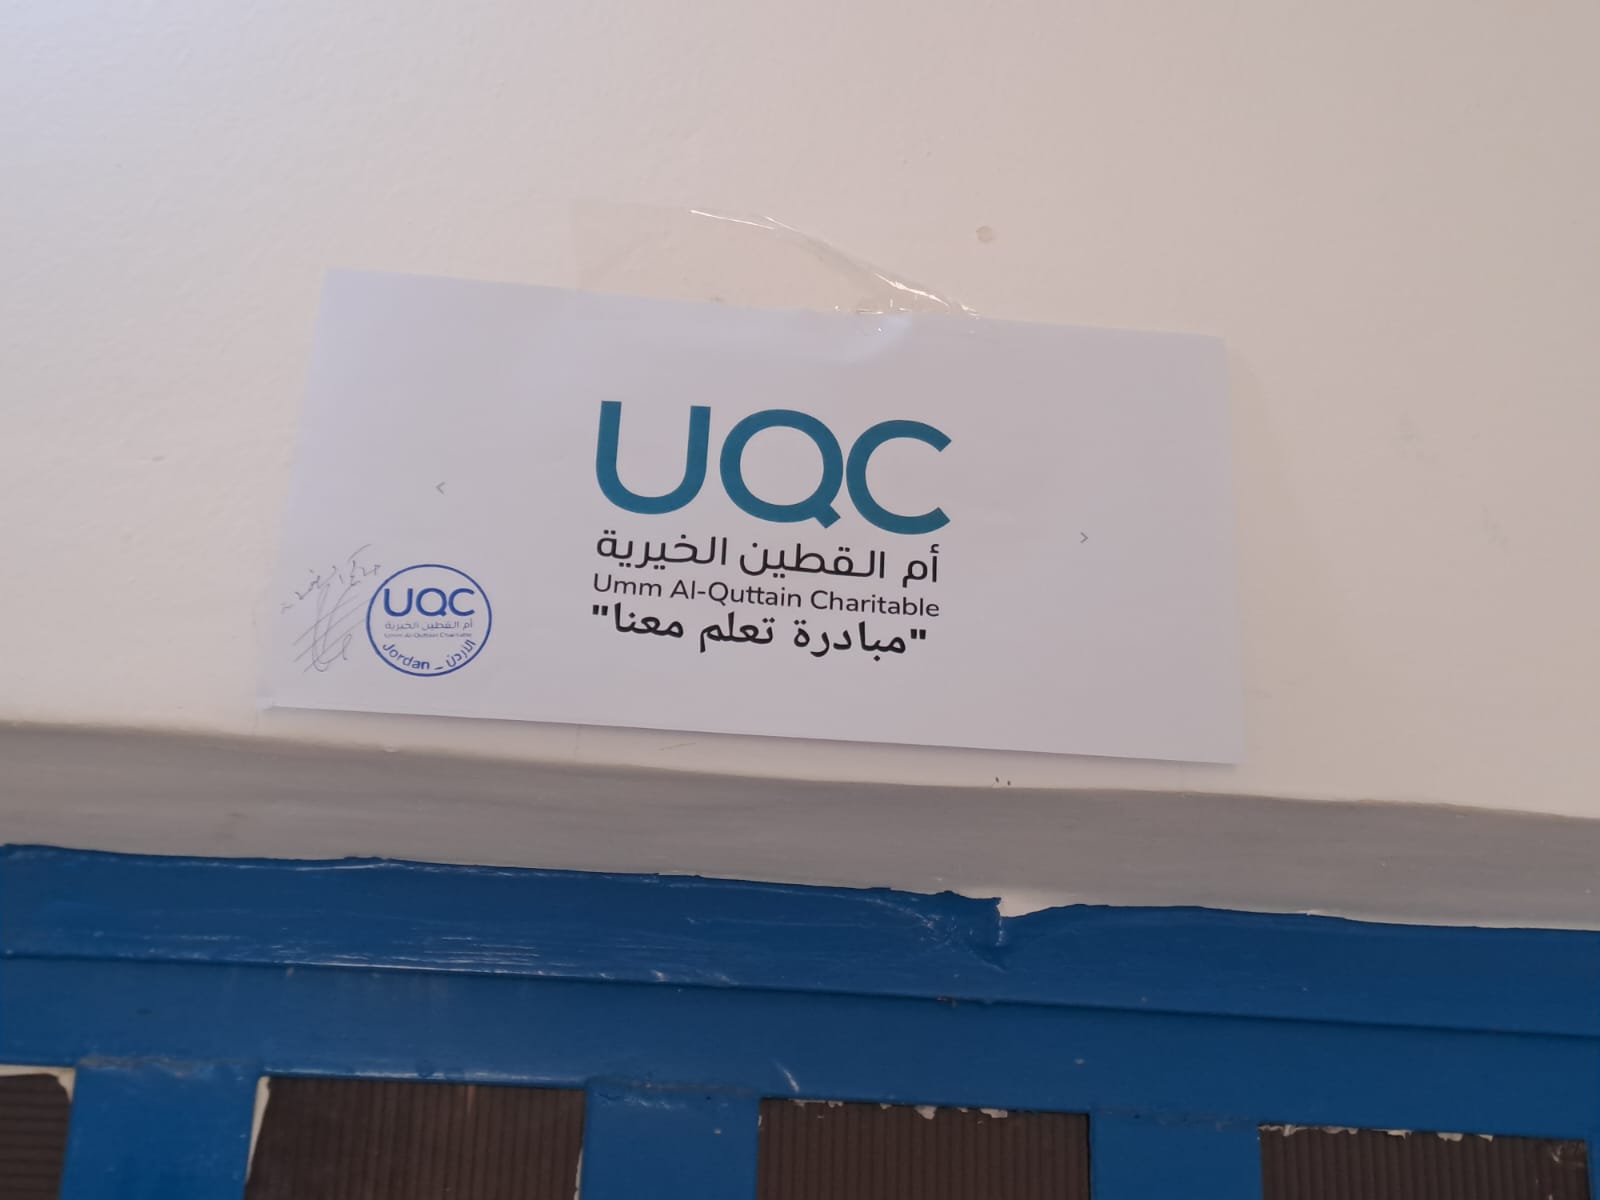 UQC
أم القطين الخيرية
Umm Al-Quttain Charitable
"مبادرة تعلم معنا"
UQC
أم القطين الخيرية
Umm Al-Quttain Charitable
Jordan - الأردن